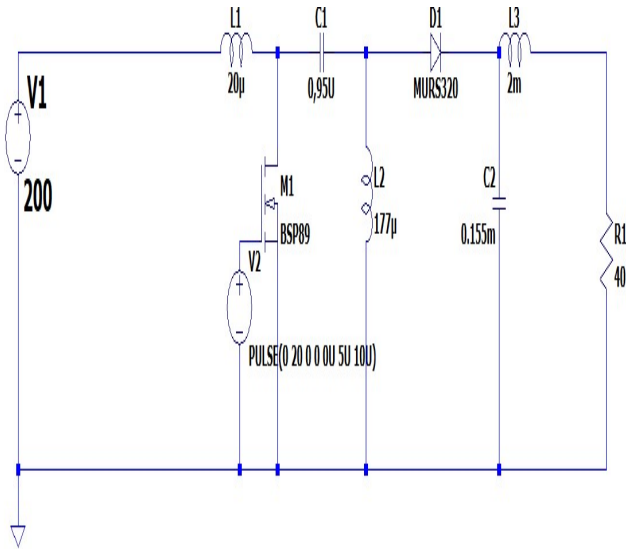 L1
C1
D1
L3
20µ
0,95U
MURS320
2m
V1
200
M1
BSP89
L2
177µ
C2
0.155m
R1
40
V2
PULSE(0 20 0 0 0U 5U 10U)